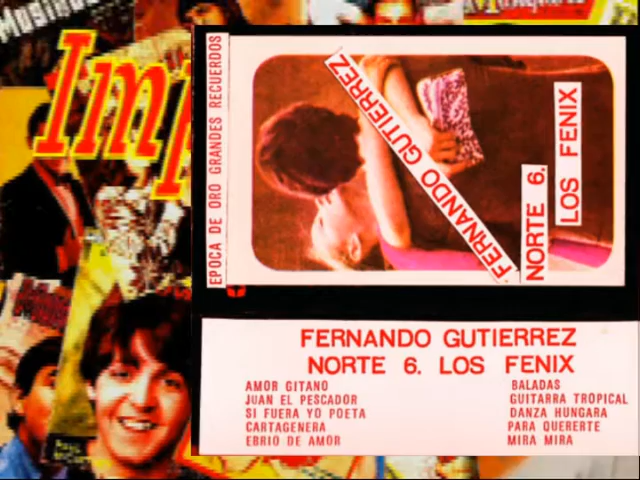 Imp
EPOCA DE ORO GRANDES RECUERDOS
FERNANDO GUTIERREZ
NORTE 6.
LOS FENIX
FERNANDO GUTIERREZ
NORTE 6. LOS FENIX
AMOR GITANO
JUAN EL PESCADOR
SI FUERA YO POETA
CARTAGENERA
EBRIO DE AMOR
BALADAS
GUITARRA TROPICAL
DANZA HUNGARA
PARA QUERERTE
MIRA MIRA